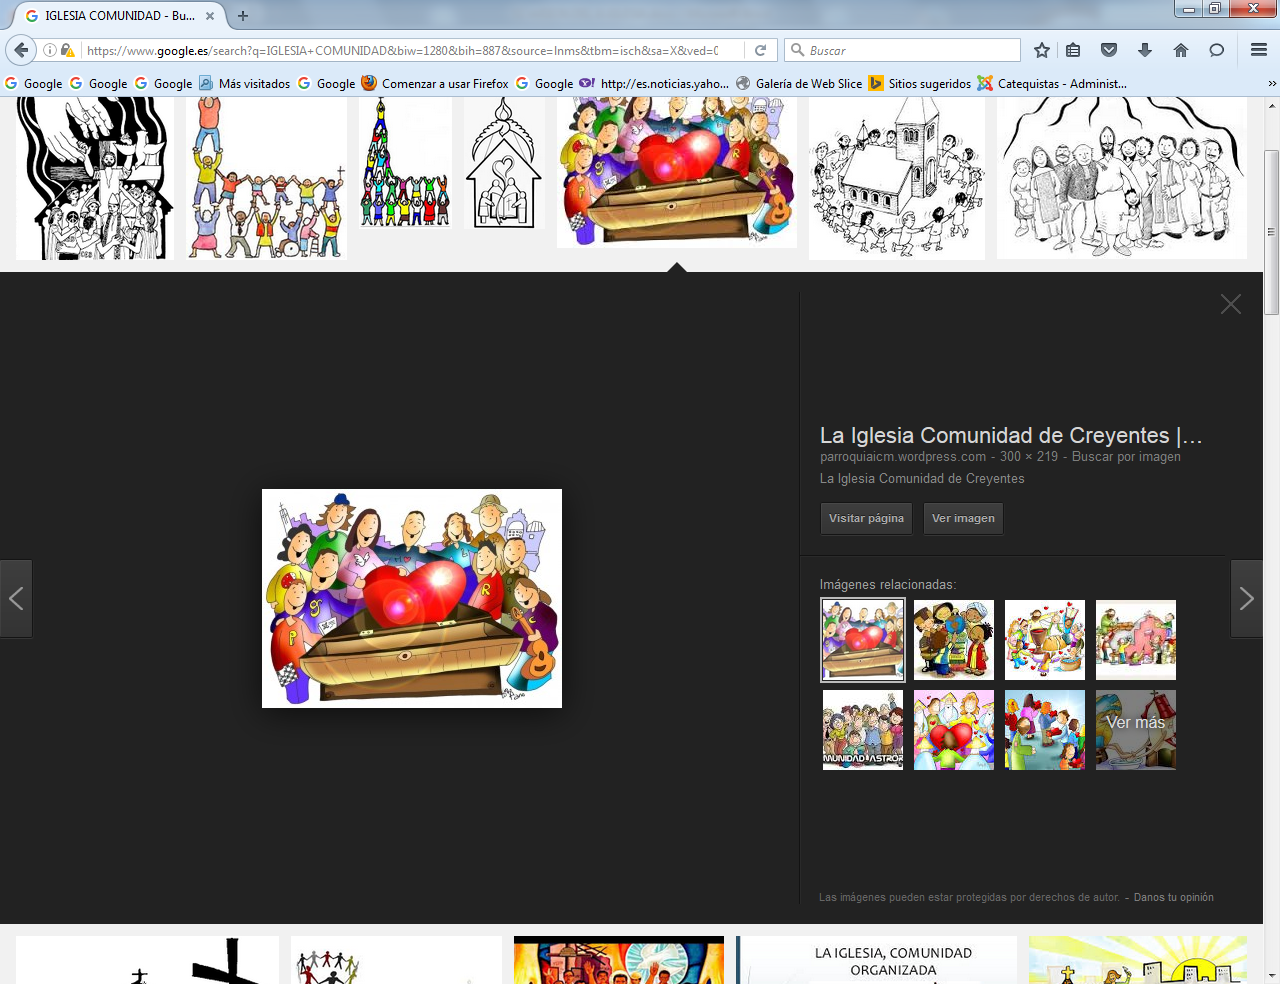 IGLESIA COMUNIDAD - Bu...
https://www.google.es/search?q=IGLESIA+COMUNIDAD&biw=1280&bih=887&source=lnms&tbm=isch&sa=X&ved=0
Buscar
Google
Google
Google
Más visitados
Google
Comenzar a usar Firefox
Google
http://es.noticias.yaho...
Galería de Web Slice
Sitios sugeridos
Catequistas - Administ...
»
La Iglesia Comunidad de Creyentes |...
parroquiaicm.wordpress.com - 300 × 219 - Buscar por imagen
La Iglesia Comunidad de Creyentes
Visitar página
Ver imagen
P
R
Imágenes relacionadas:
Ver más
Las imágenes pueden estar protegidas por derechos de autor. - Danos tu opinión
LA IGLESIA, COMUNIDAD
ORGANIZADA